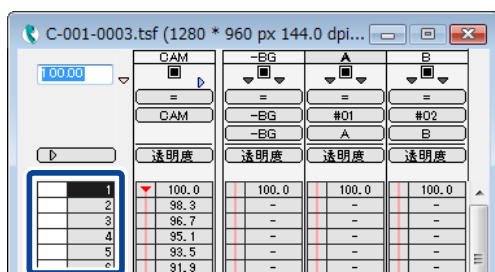 C-001-0003.tsf (1280 * 960 px 144.0 dpi...
CAM -BG A B
100.00
= = = =
CAM -BG #01 #02
-BG A B
透明度 透明度 透明度 透明度
1 100.0 100.0 100.0 100.0
2 98.3 - - -
3 96.7 - - -
4 95.1 - - -
5 93.5 - - -
6 91.9 - - -